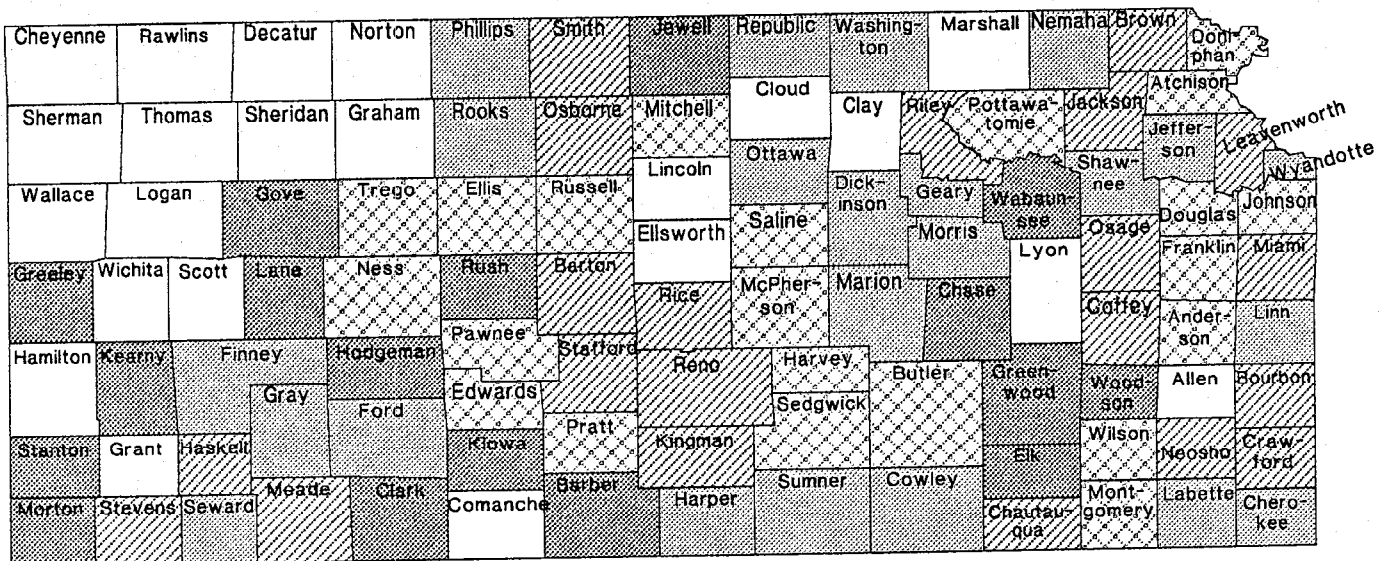 Cheyenne
Rawlins
Decatur
Norton
Phillips
Smith
Jewell
Republic
Washing-
ton
Marshall
Nemaha
Brown
Doni-
phan
Sherman
Thomas
Sheridan
Graham
Rooks
Osborne
Mitchell
Cloud
Clay
Riley
Pottawa-
tomie
Jackson
Atchison
Jeffer-
son
Leavenworth
Wyandotte
Wallace
Logan
Gove
Trego
Ellis
Russell
Lincoln
Ottawa
Dick-
inson
Geary
Wabaun-
see
Shaw-
nee
Douglas
Johnson
Ellsworth
Saline
Morris
Lyon
Osage
Franklin
Miami
Greeley
Wichita
Scott
Lane
Ness
Rush
Barton
Rice
McPher-
son
Marion
Chase
Coffey
Ander-
son
Linn
Hamilton
Kearny
Finney
Hodgeman
Pawnee
Stafford
Reno
Harvey
Butler
Green-
wood
Wood-
son
Allen
Bourbon
Gray
Ford
Edwards
Sedgwick
Stanton
Grant
Haskell
Kiowa
Pratt
Kingman
Elk
Wilson
Neosho
Craw-
ford
Morton
Stevens
Seward
Meade
Clark
Comanche
Barber
Harper
Sumner
Cowley
Chautau-
qua
Mont-
gomery
Labette
Chero-
kee